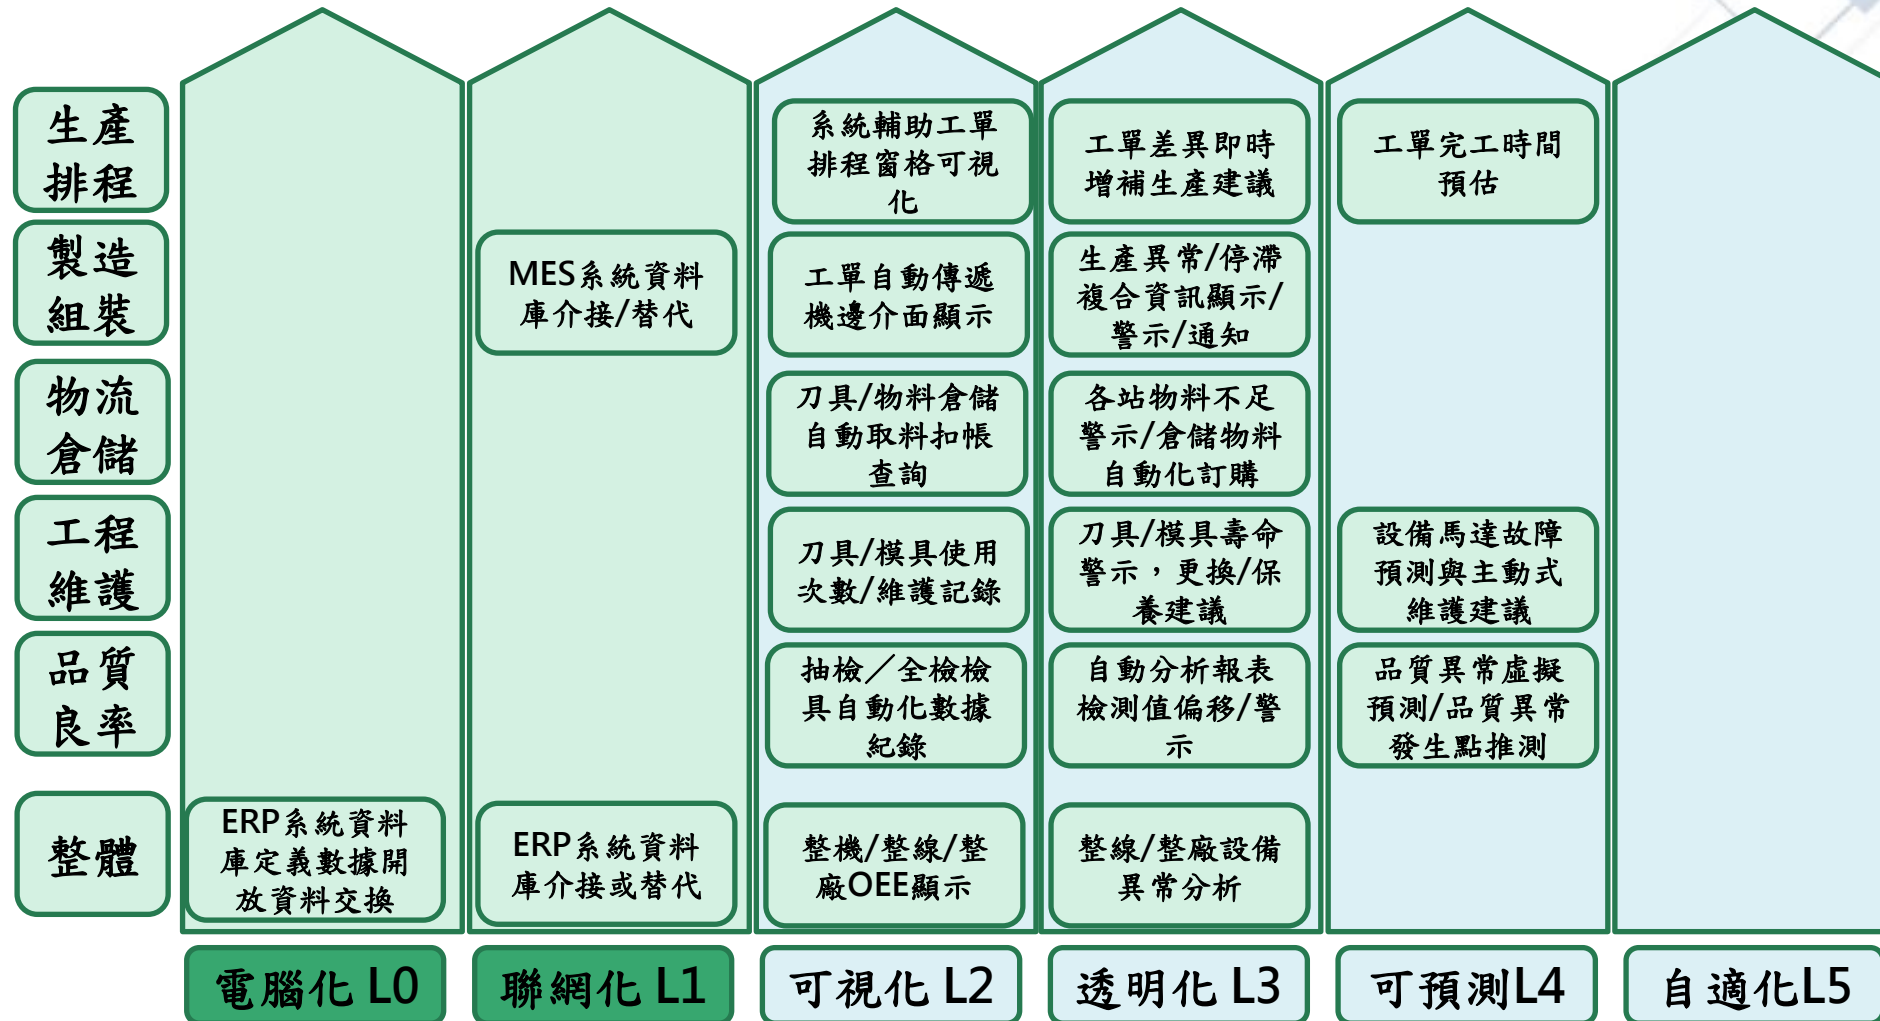 生產
排程
系統輔助工單
排程窗格可視
化
工單差異即時
增補生產建議
工單完工時間
預估
製造
組裝
MES系統資料
庫介接/替代
工單自動傳遞
機邊介面顯示
生產異常/停滯
複合資訊顯示/
警示/通知
物流
倉儲
刀具/物料倉儲
自動取料扣帳
查詢
各站物料不足
警示/倉儲物料
自動化訂購
工程
維護
刀具/模具使用
次數/維護記錄
刀具/模具壽命
警示，更換/保
養建議
設備馬達故障
預測與主動式
維護建議
品質
良率
抽檢／全檢檢
具自動化數據
紀錄
自動分析報表
檢測值偏移/警
示
品質異常虛擬
預測/品質異常
發生點推測
整體
ERP系統資料
庫定義數據開
放資料交換
ERP系統資料
庫介接或替代
整機/整線/整
廠OEE顯示
整線/整廠設備
異常分析
電腦化 L0
聯網化 L1
可視化 L2
透明化 L3
可預測L4
自適化L5